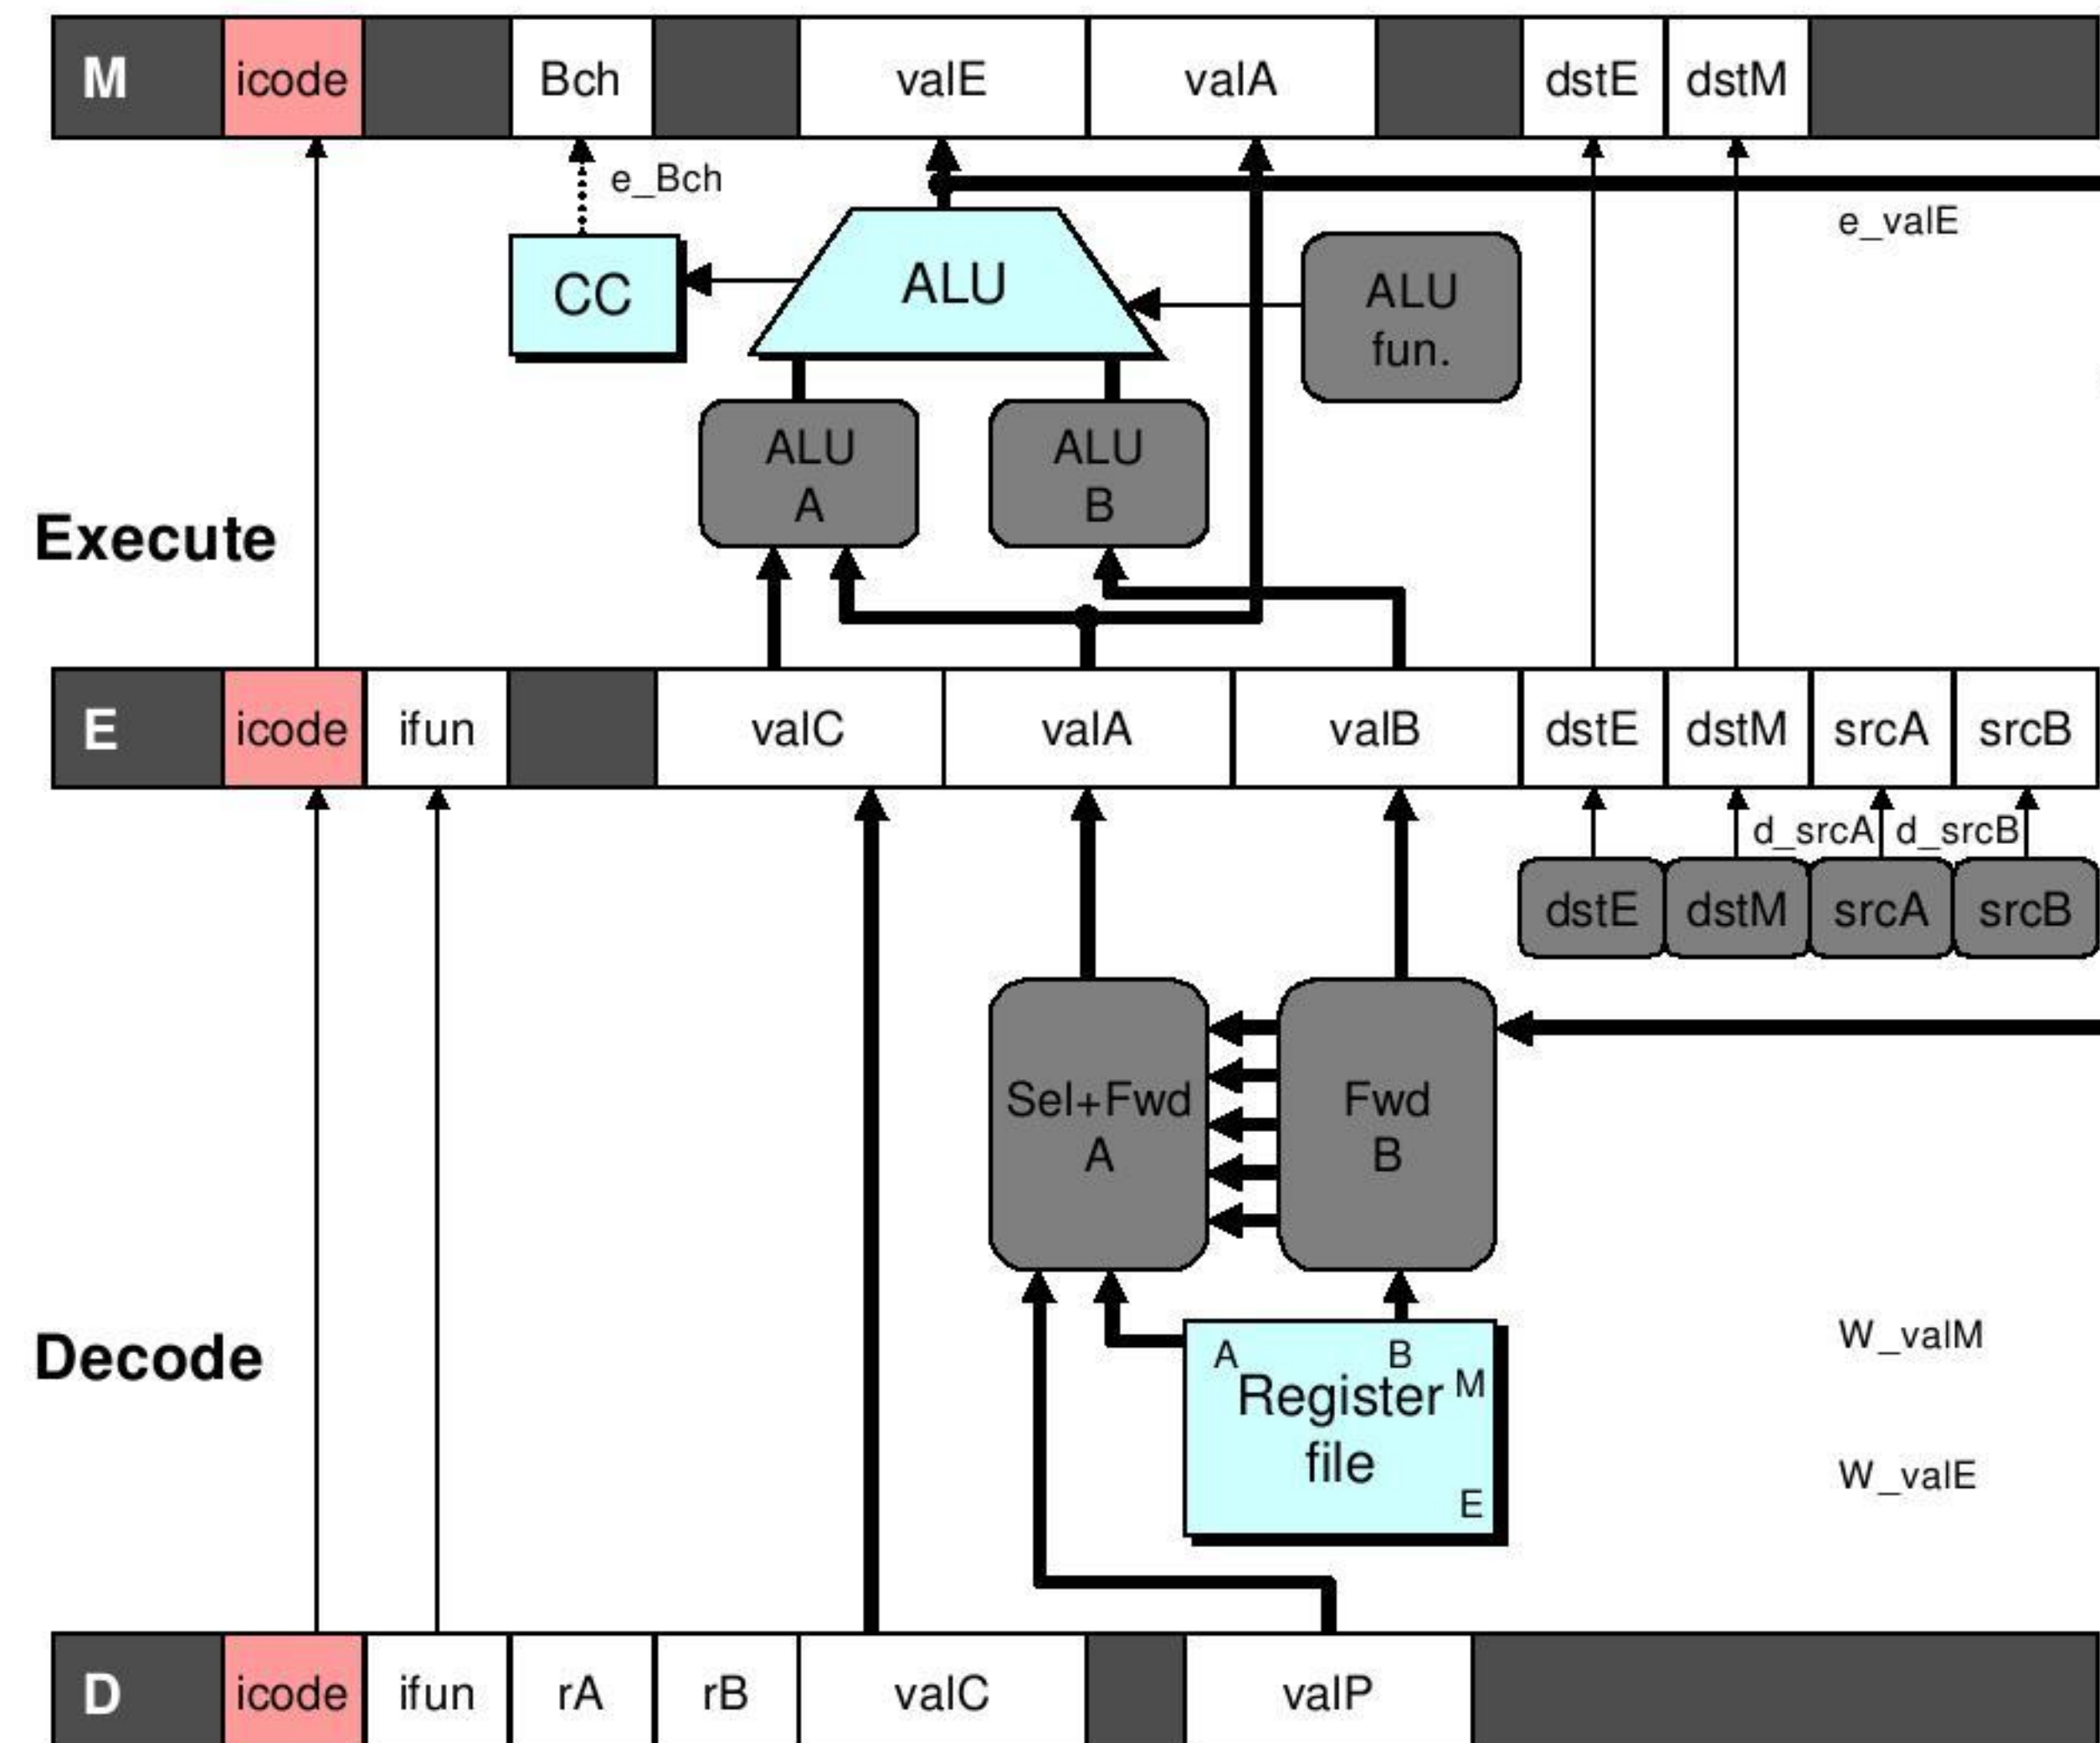 M icode Bch valE valA dstE dstM
e_Bch
e_valE
CC ALU ALU
fun.
ALU
A
ALU
B
Execute
E icode ifun valC valA valB dstE dstM srcA srcB
d_srcA d_srcB
dstE dstM srcA srcB
Sel+Fwd
A
Fwd
B
Decode
A B
M
Register
file
E
W_valM
W_valE
D icode ifun rA rB valC valP